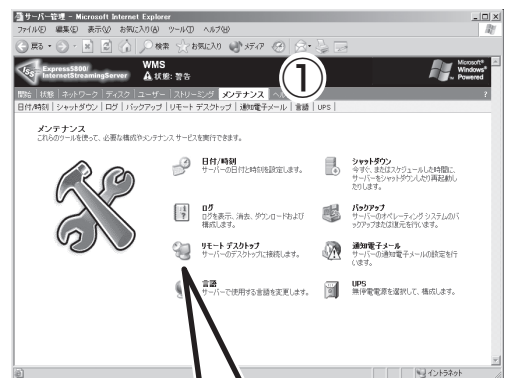 サーバー管理 - Microsoft Internet Explorer
ファイル(F) 編集(E) 表示(V) お気に入り(A) ツール(T) ヘルプ(H)
戻る 検索 お気に入り メディア
Express5800/
InternetStreamingServer
WMS
状態: 警告
Microsoft®
Windows®
Powered
①
開始 状態 ネットワーク ディスク ユーザー ストリーミング メンテナンス ?
日付/時刻 | シャットダウン | ログ | バックアップ | リモート デスクトップ | 通知電子メール | 言語 | UPS |
メンテナンス
これらのツールを使って、必要な構成やメンテナンス サービスを実行できます。
日付/時刻
サーバーの日付と時刻を設定します。
シャットダウン
今すぐ、またはスケジュールした時間に、
サーバーをシャットダウンしたり再起動し
たりします。
ログ
ログを表示、消去、ダウンロードおよび
構成します。
バックアップ
サーバーのオペレーティング システムのバ
ックアップまたは復元を行います。
リモート デスクトップ
サーバーのデスクトップに接続します。
通知電子メール
サーバーの通知電子メールの設定を行
います。
言語
サーバーで使用する言語を変更します。
UPS
無停電電源を選択して、構成します。
イントラネット